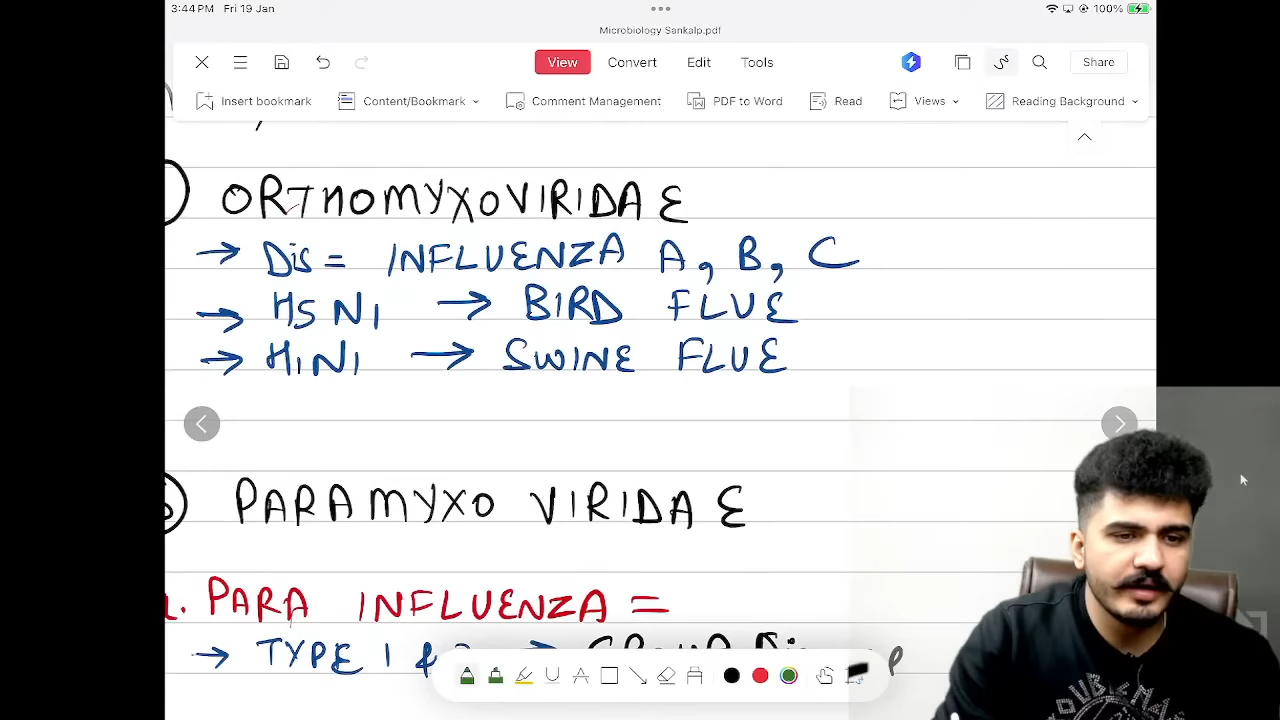 3:44 PM Fri 19 Jan
100%
Microbiology Sankalp.pdf
View Convert Edit Tools Share
Insert bookmark Content/Bookmark Comment Management PDF to Word Read Views Reading Background
ORTHOMYXOVIRIDAE
→ Dis = INFLUENZA A, B, C
→ H5N1 → BIRD FLUE
→ H1N1 → SWINE FLUE
PARAMYXO VIRIDAE
1. PARA INFLUENZA =
→ TYPE 1 &